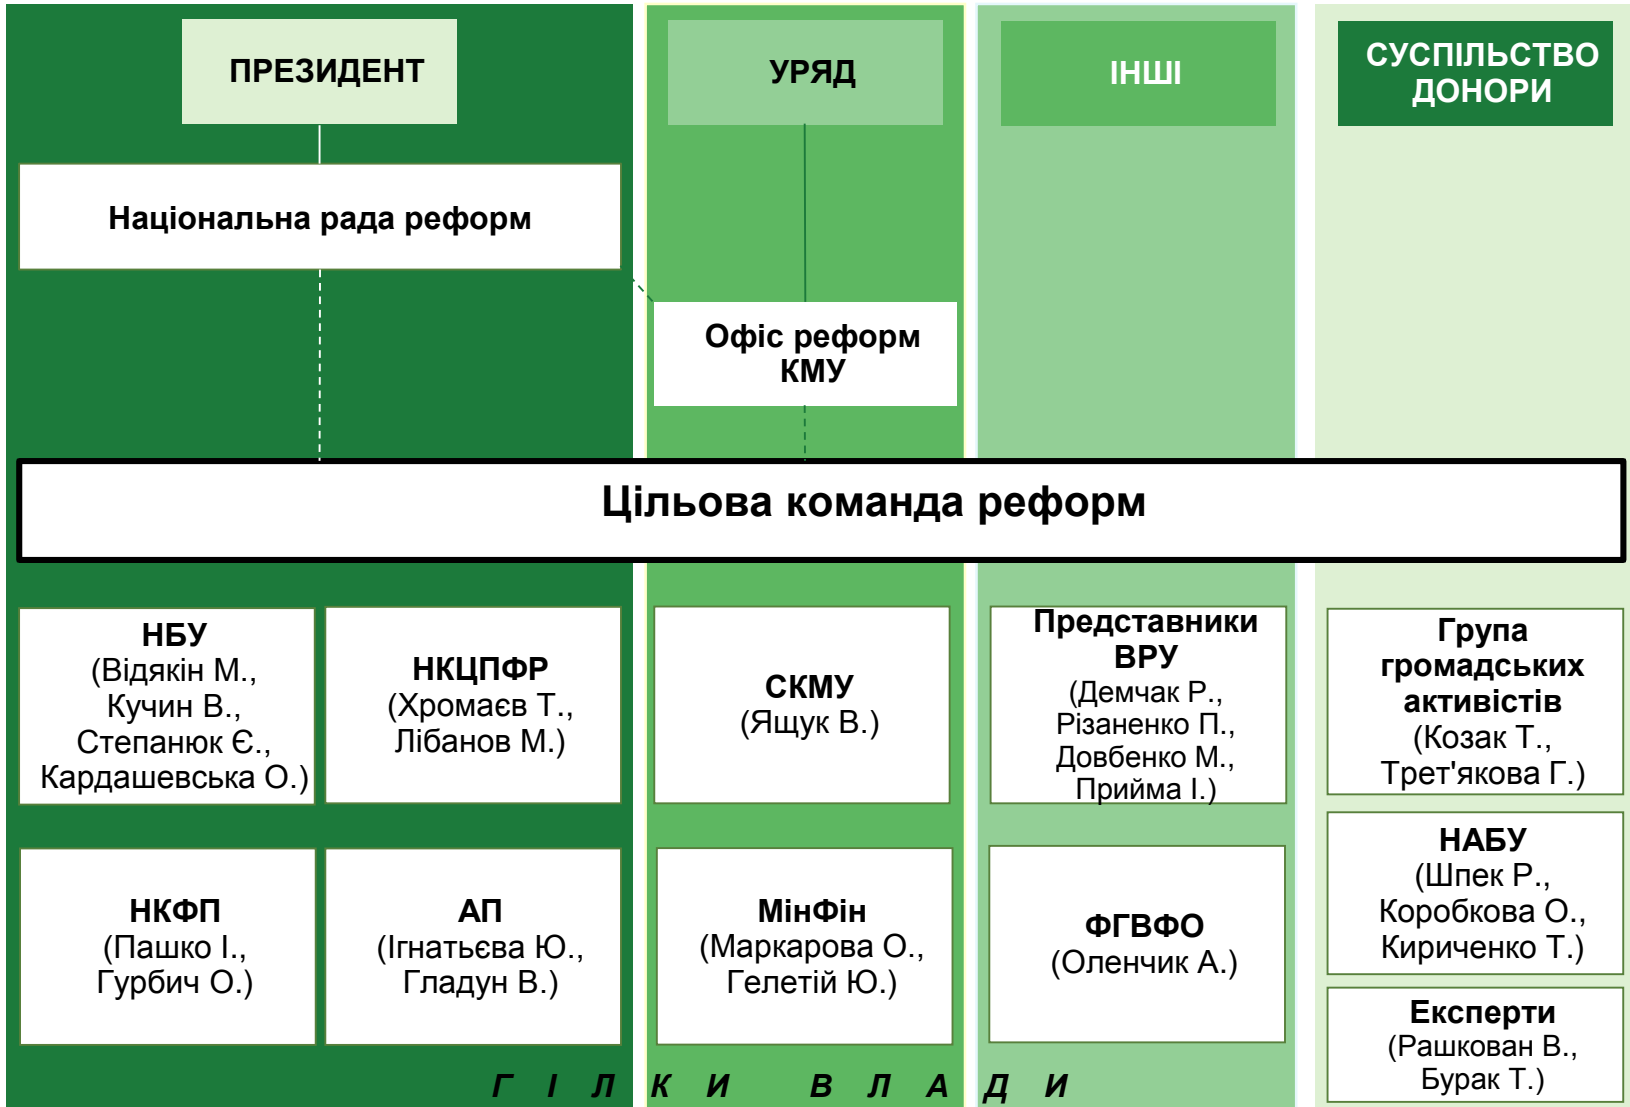 ПРЕЗИДЕНТ
УРЯД
ІНШІ
СУСПІЛЬСТВО
ДОНОРИ
Національна рада реформ
Офіс реформ
КМУ
Цільова команда реформ
НБУ
(Відякін М.,
Кучин В.,
Степанюк Є.,
Кардашевська О.)
НКЦПФР
(Хромаєв Т.,
Лібанов М.)
СКМУ
(Ящук В.)
Представники
ВРУ
(Демчак Р.,
Різаненко П.,
Довбенко М.,
Прийма І.)
Група
громадських
активістів
(Козак Т.,
Трет'якова Г.)
НКФП
(Пашко І.,
Гурбич О.)
АП
(Ігнатьєва Ю.,
Гладун В.)
МінФін
(Маркарова О.,
Гелетій Ю.)
ФГВФО
(Оленчик А.)
НАБУ
(Шпек Р.,
Коробкова О.,
Кириченко Т.)
Експерти
(Рашкован В.,
Бурак Т.)
Г І Л К И В Л А Д И